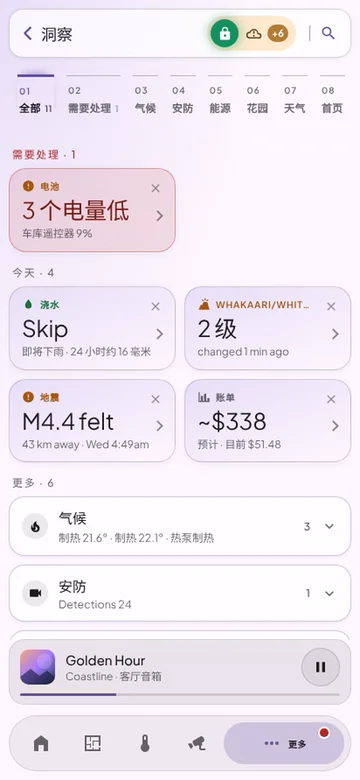 洞察
+6
01
全部 11
02
需要处理 1
03
气候
04
安防
05
能源
06
花园
07
天气
08
首页
需要处理 · 1
电池
3 个电量低
车库遥控器 9%
今天 · 4
浇水
Skip
即将下雨 · 24 小时约 16 毫米
WHAKAARI/WHIT...
2 级
changed 1 min ago
地震
M4.4 felt
43 km away · Wed 4:49am
账单
~$338
预计 · 目前 $51.48
更多 · 6
气候
制热 21.6° · 制热 22.1° · 热泵制热
3
安防
Detections 24
1
Golden Hour
Coastline · 客厅音箱
更多